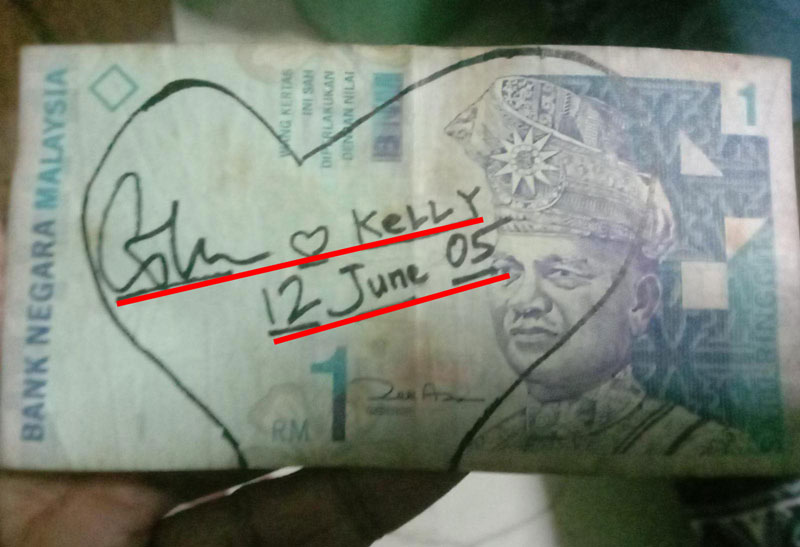 BANK NEGARA MALAYSIA
WANG KERTAS
INI SAH
DIPERLAKUKAN
DENGAN NILAI
1
♡ KeLLY
12 June 05
RM 1